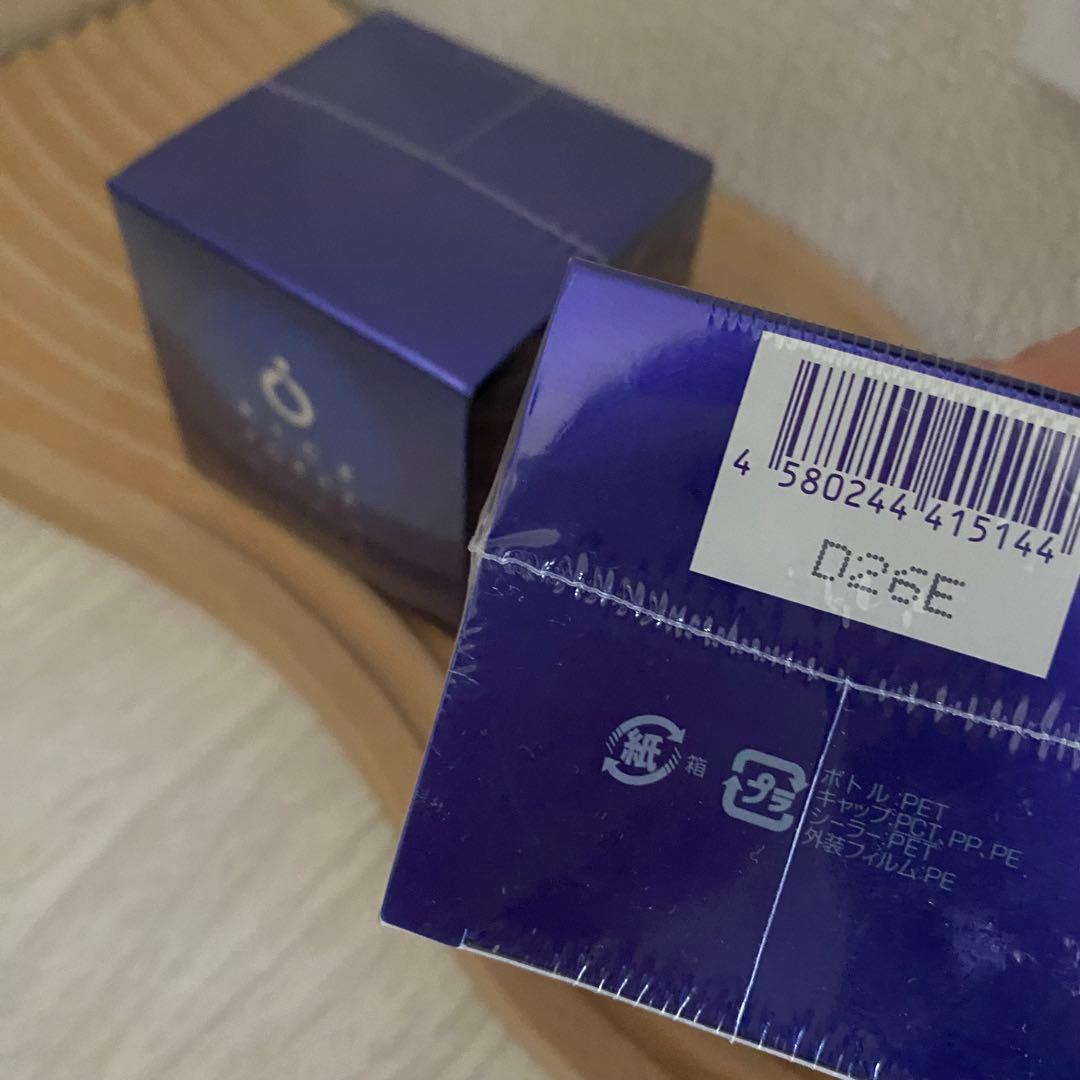 4 580244 415144
D26E
紙 箱
プラ
ボトル:PET
キャップ:PCT、PP、PE
シーラー:PET
外装フィルム:PE